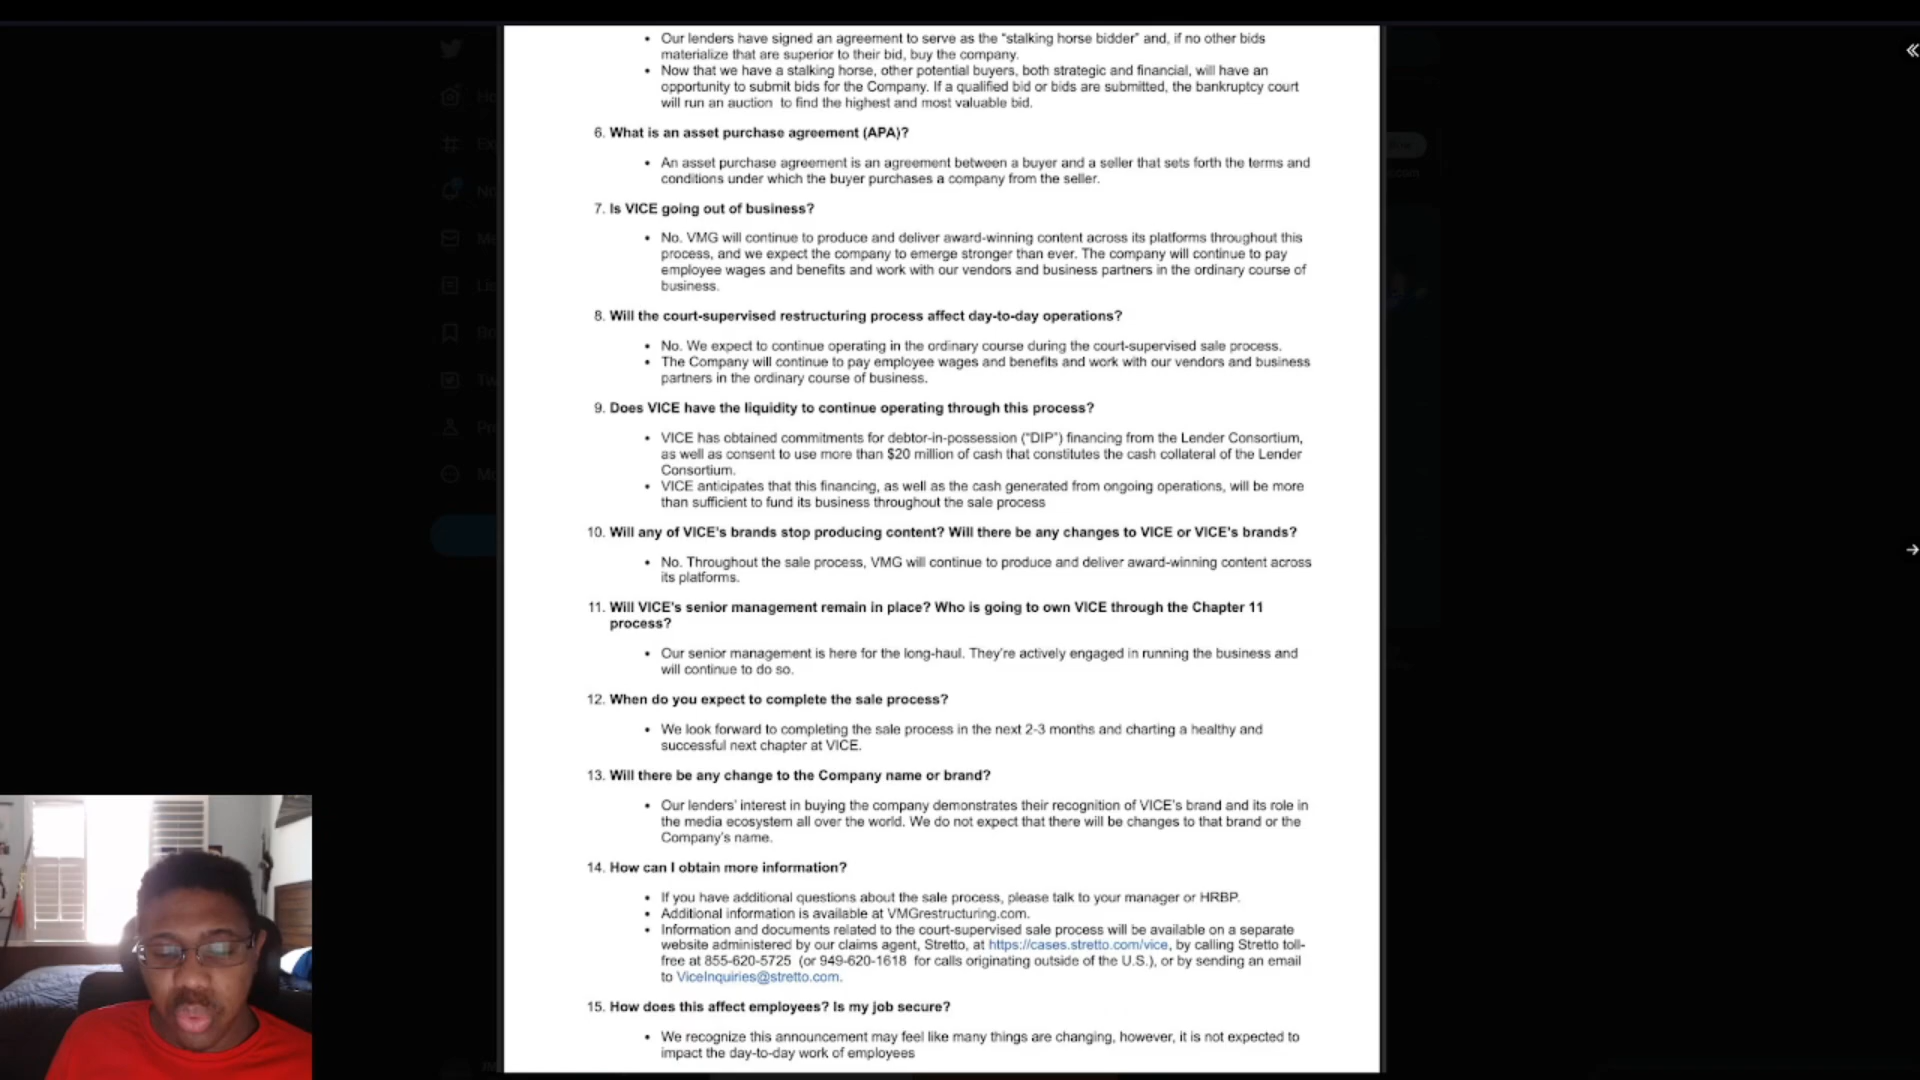 • Our lenders have signed an agreement to serve as the “stalking horse bidder” and, if no other bids
materialize that are superior to their bid, buy the company.
• Now that we have a stalking horse, other potential buyers, both strategic and financial, will have an
opportunity to submit bids for the Company. If a qualified bid or bids are submitted, the bankruptcy court
will run an auction to find the highest and most valuable bid.
6. What is an asset purchase agreement (APA)?
• An asset purchase agreement is an agreement between a buyer and a seller that sets forth the terms and
conditions under which the buyer purchases a company from the seller.
7. Is VICE going out of business?
• No. VMG will continue to produce and deliver award-winning content across its platforms throughout this
process, and we expect the company to emerge stronger than ever. The company will continue to pay
employee wages and benefits and work with our vendors and business partners in the ordinary course of
business.
8. Will the court-supervised restructuring process affect day-to-day operations?
• No. We expect to continue operating in the ordinary course during the court-supervised sale process.
• The Company will continue to pay employee wages and benefits and work with our vendors and business
partners in the ordinary course of business.
9. Does VICE have the liquidity to continue operating through this process?
• VICE has obtained commitments for debtor-in-possession (“DIP”) financing from the Lender Consortium,
as well as consent to use more than $20 million of cash that constitutes the cash collateral of the Lender
Consortium.
• VICE anticipates that this financing, as well as the cash generated from ongoing operations, will be more
than sufficient to fund its business throughout the sale process
10. Will any of VICE's brands stop producing content? Will there be any changes to VICE or VICE's brands?
• No. Throughout the sale process, VMG will continue to produce and deliver award-winning content across
its platforms.
11. Will VICE's senior management remain in place? Who is going to own VICE through the Chapter 11
process?
• Our senior management is here for the long-haul. They're actively engaged in running the business and
will continue to do so.
12. When do you expect to complete the sale process?
• We look forward to completing the sale process in the next 2-3 months and charting a healthy and
successful next chapter at VICE.
13. Will there be any change to the Company name or brand?
• Our lenders' interest in buying the company demonstrates their recognition of VICE's brand and its role in
the media ecosystem all over the world. We do not expect that there will be changes to that brand or the
Company's name.
14. How can I obtain more information?
• If you have additional questions about the sale process, please talk to your manager or HRBP.
• Additional information is available at VMGrestructuring.com.
• Information and documents related to the court-supervised sale process will be available on a separate
website administered by our claims agent, Stretto, at https://cases.stretto.com/vice, by calling Stretto toll-
free at 855-620-5725 (or 949-620-1618 for calls originating outside of the U.S.), or by sending an email
to ViceInquiries@stretto.com.
15. How does this affect employees? Is my job secure?
• We recognize this announcement may feel like many things are changing, however, it is not expected to
impact the day-to-day work of employees